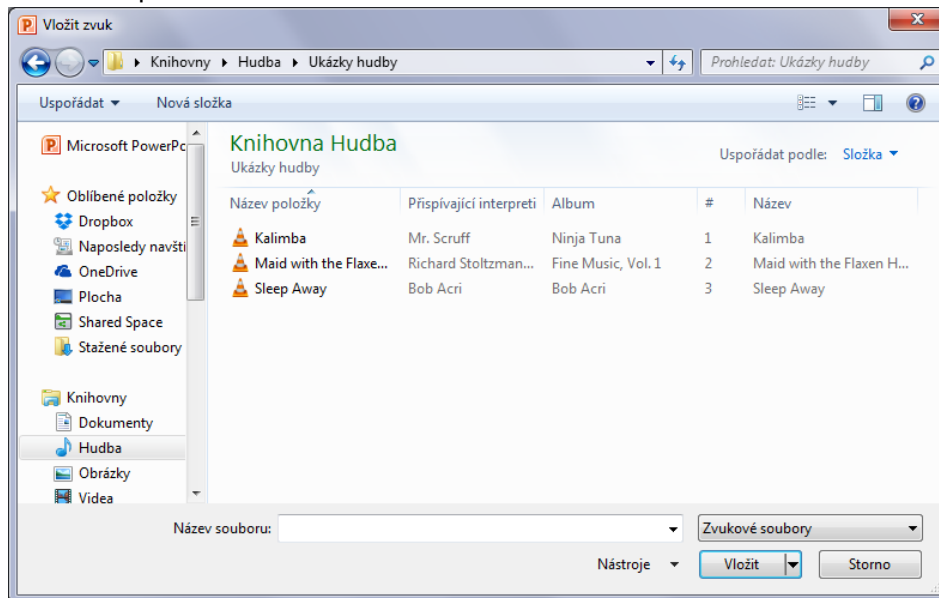 Vložit zvuk
Knihovny Hudba Ukázky hudby
Prohledat: Ukázky hudby
Uspořádat Nová složka
Microsoft PowerPo
Oblíbené položky
Dropbox
Naposledy navští
OneDrive
Plocha
Shared Space
Stažené soubory
Knihovny
Dokumenty
Hudba
Obrázky
Videa
Knihovna Hudba
Ukázky hudby
Uspořádat podle: Složka
Název položky Přispívající interpreti Album # Název
Kalimba Mr. Scruff Ninja Tuna 1 Kalimba
Maid with the Flaxe... Richard Stoltzman... Fine Music, Vol. 1 2 Maid with the Flaxen H...
Sleep Away Bob Acri Bob Acri 3 Sleep Away
Název souboru: Zvukové soubory
Nástroje Vložit Storno